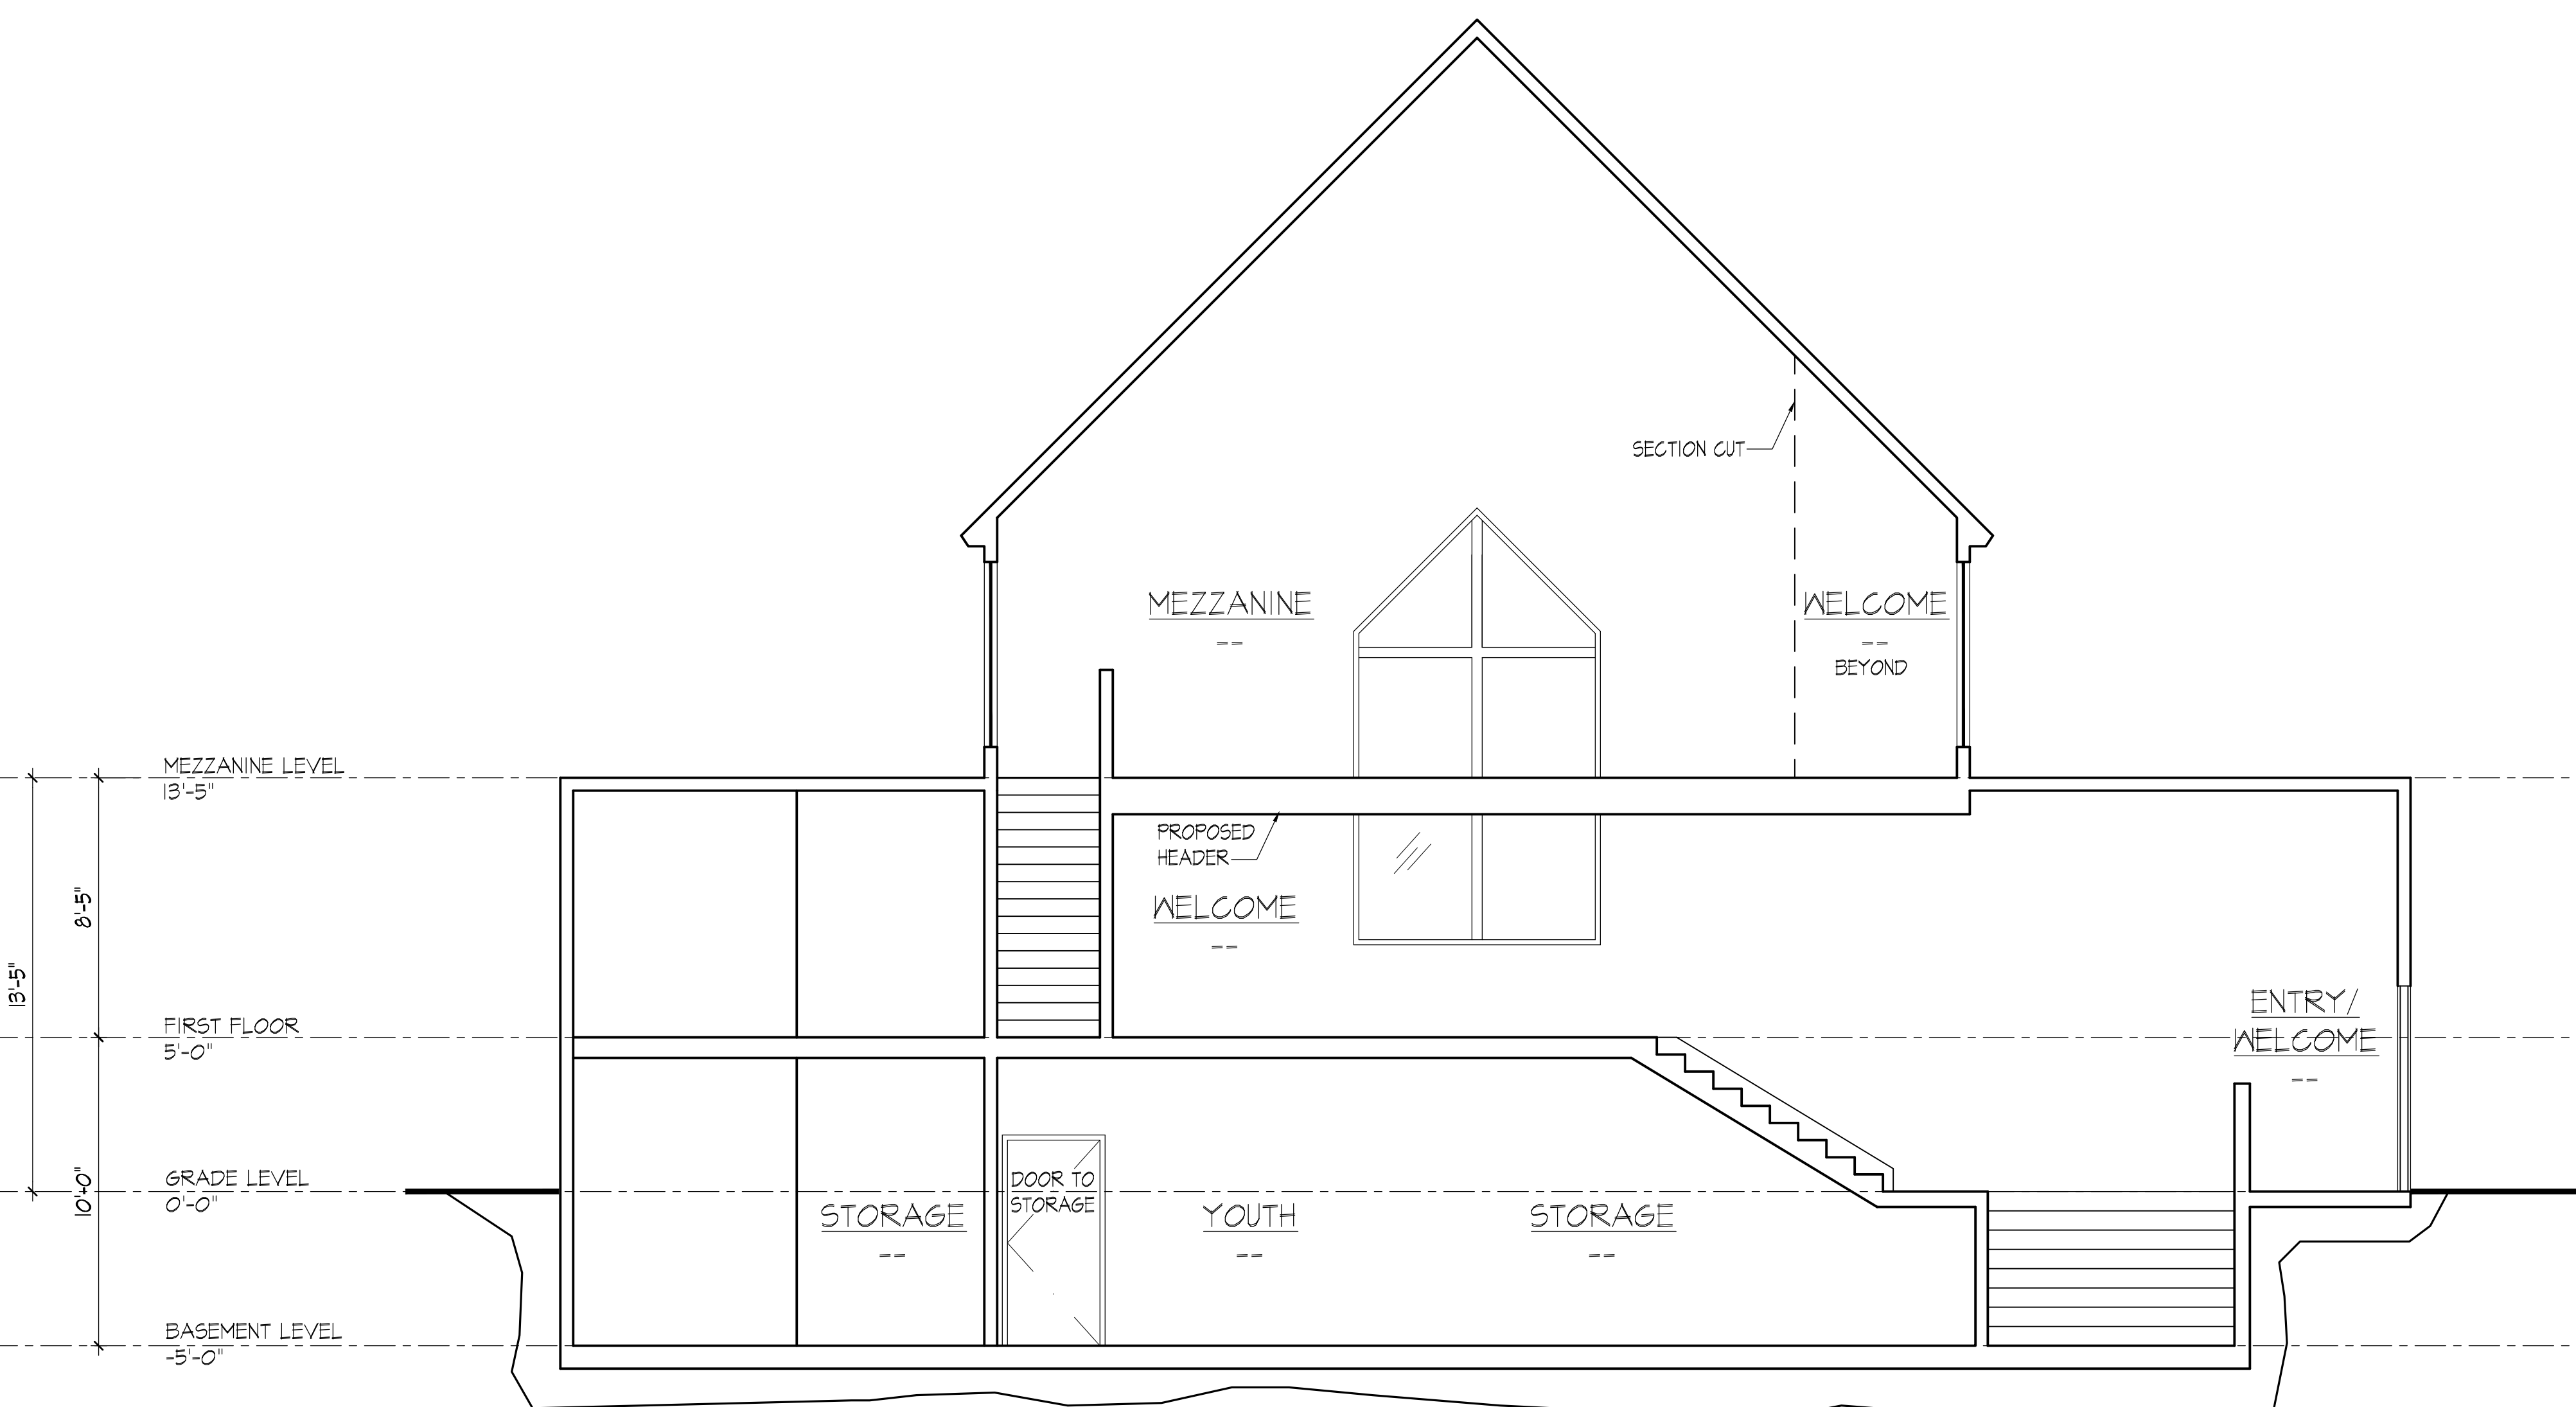 SECTION CUT
MEZZANINE
--
WELCOME
--
BEYOND
MEZZANINE LEVEL
13'-5"
PROPOSED
HEADER
WELCOME
--
8'-5"
13'-5"
ENTRY/
WELCOME
--
FIRST FLOOR
5'-0"
10'-0"
GRADE LEVEL
0'-0"
DOOR TO
STORAGE
STORAGE
--
YOUTH
--
STORAGE
--
BASEMENT LEVEL
-5'-0"